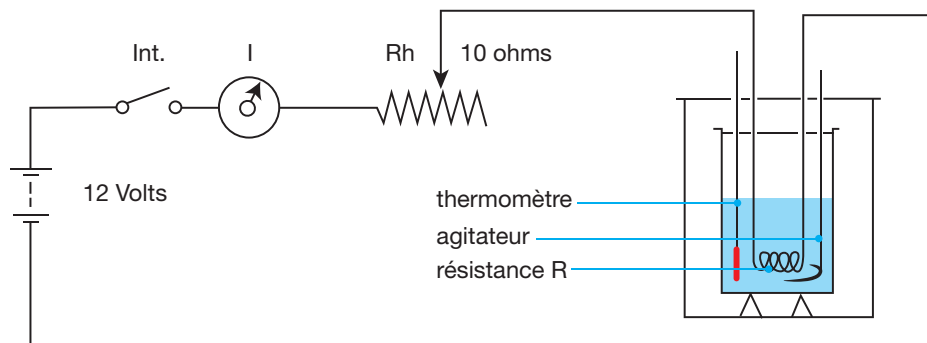 Int.
I
Rh
10 ohms
12 Volts
thermomètre
agitateur
résistance R